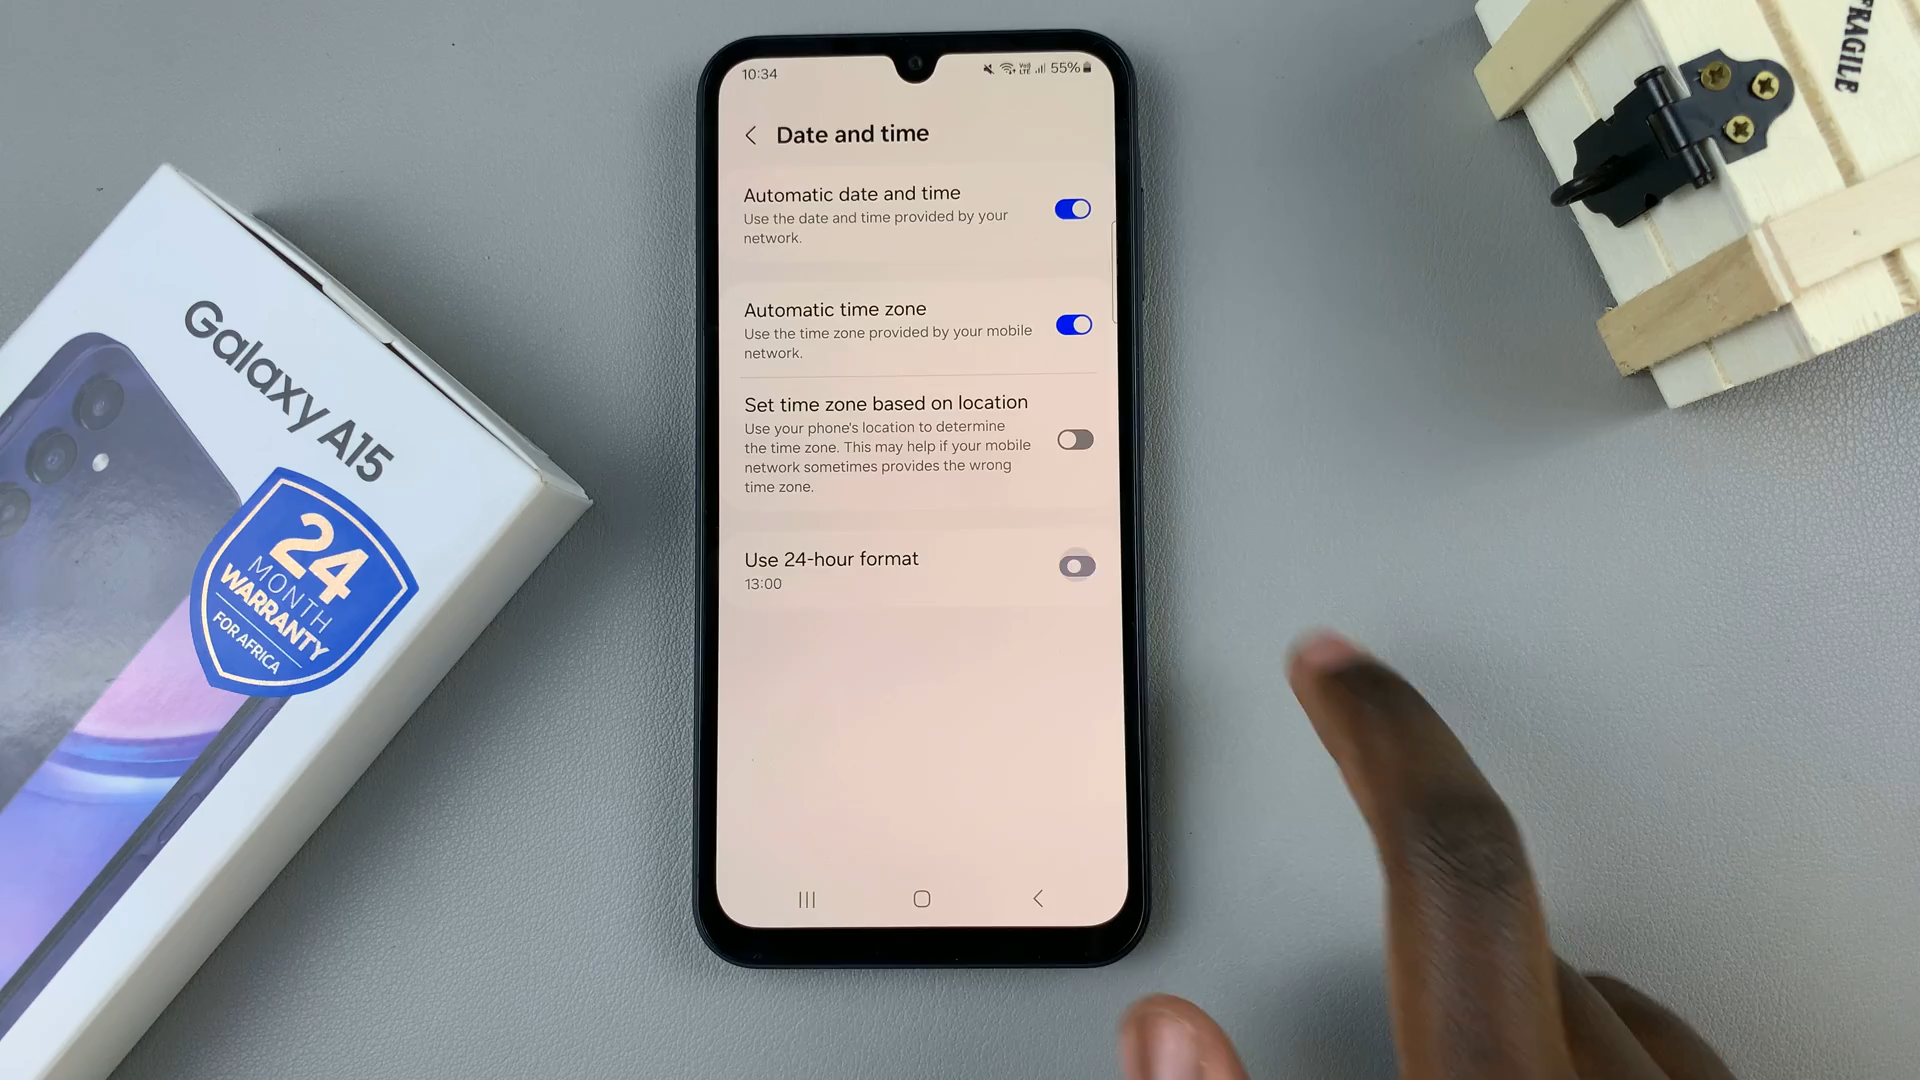 10:34
VoD LTE 55%
Date and time
Automatic date and time
Use the date and time provided by your
network.
Automatic time zone
Use the time zone provided by your mobile
network.
Set time zone based on location
Use your phone's location to determine
the time zone. This may help if your mobile
network sometimes provides the wrong
time zone.
Use 24-hour format
13:00
Galaxy A15
24
MONTH
WARRANTY
FOR AFRICA
FRAGILE